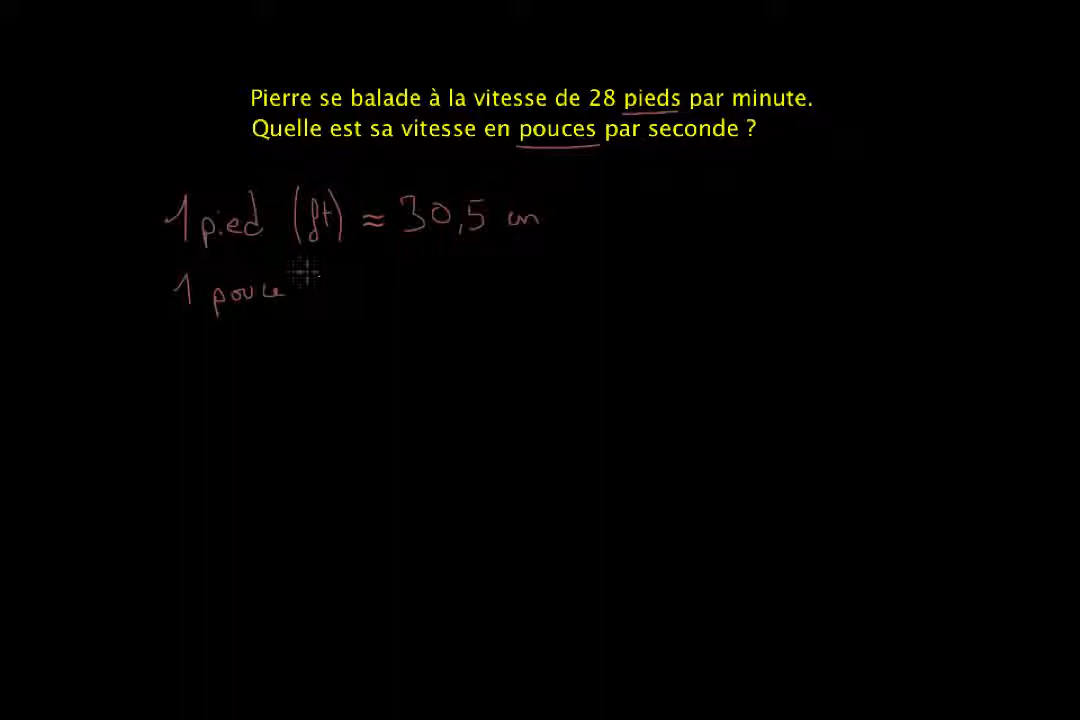 Pierre se balade à la vitesse de 28 pieds par minute.
Quelle est sa vitesse en pouces par seconde ?
1 pied (ft) ≈ 30,5 cm
1 pouce